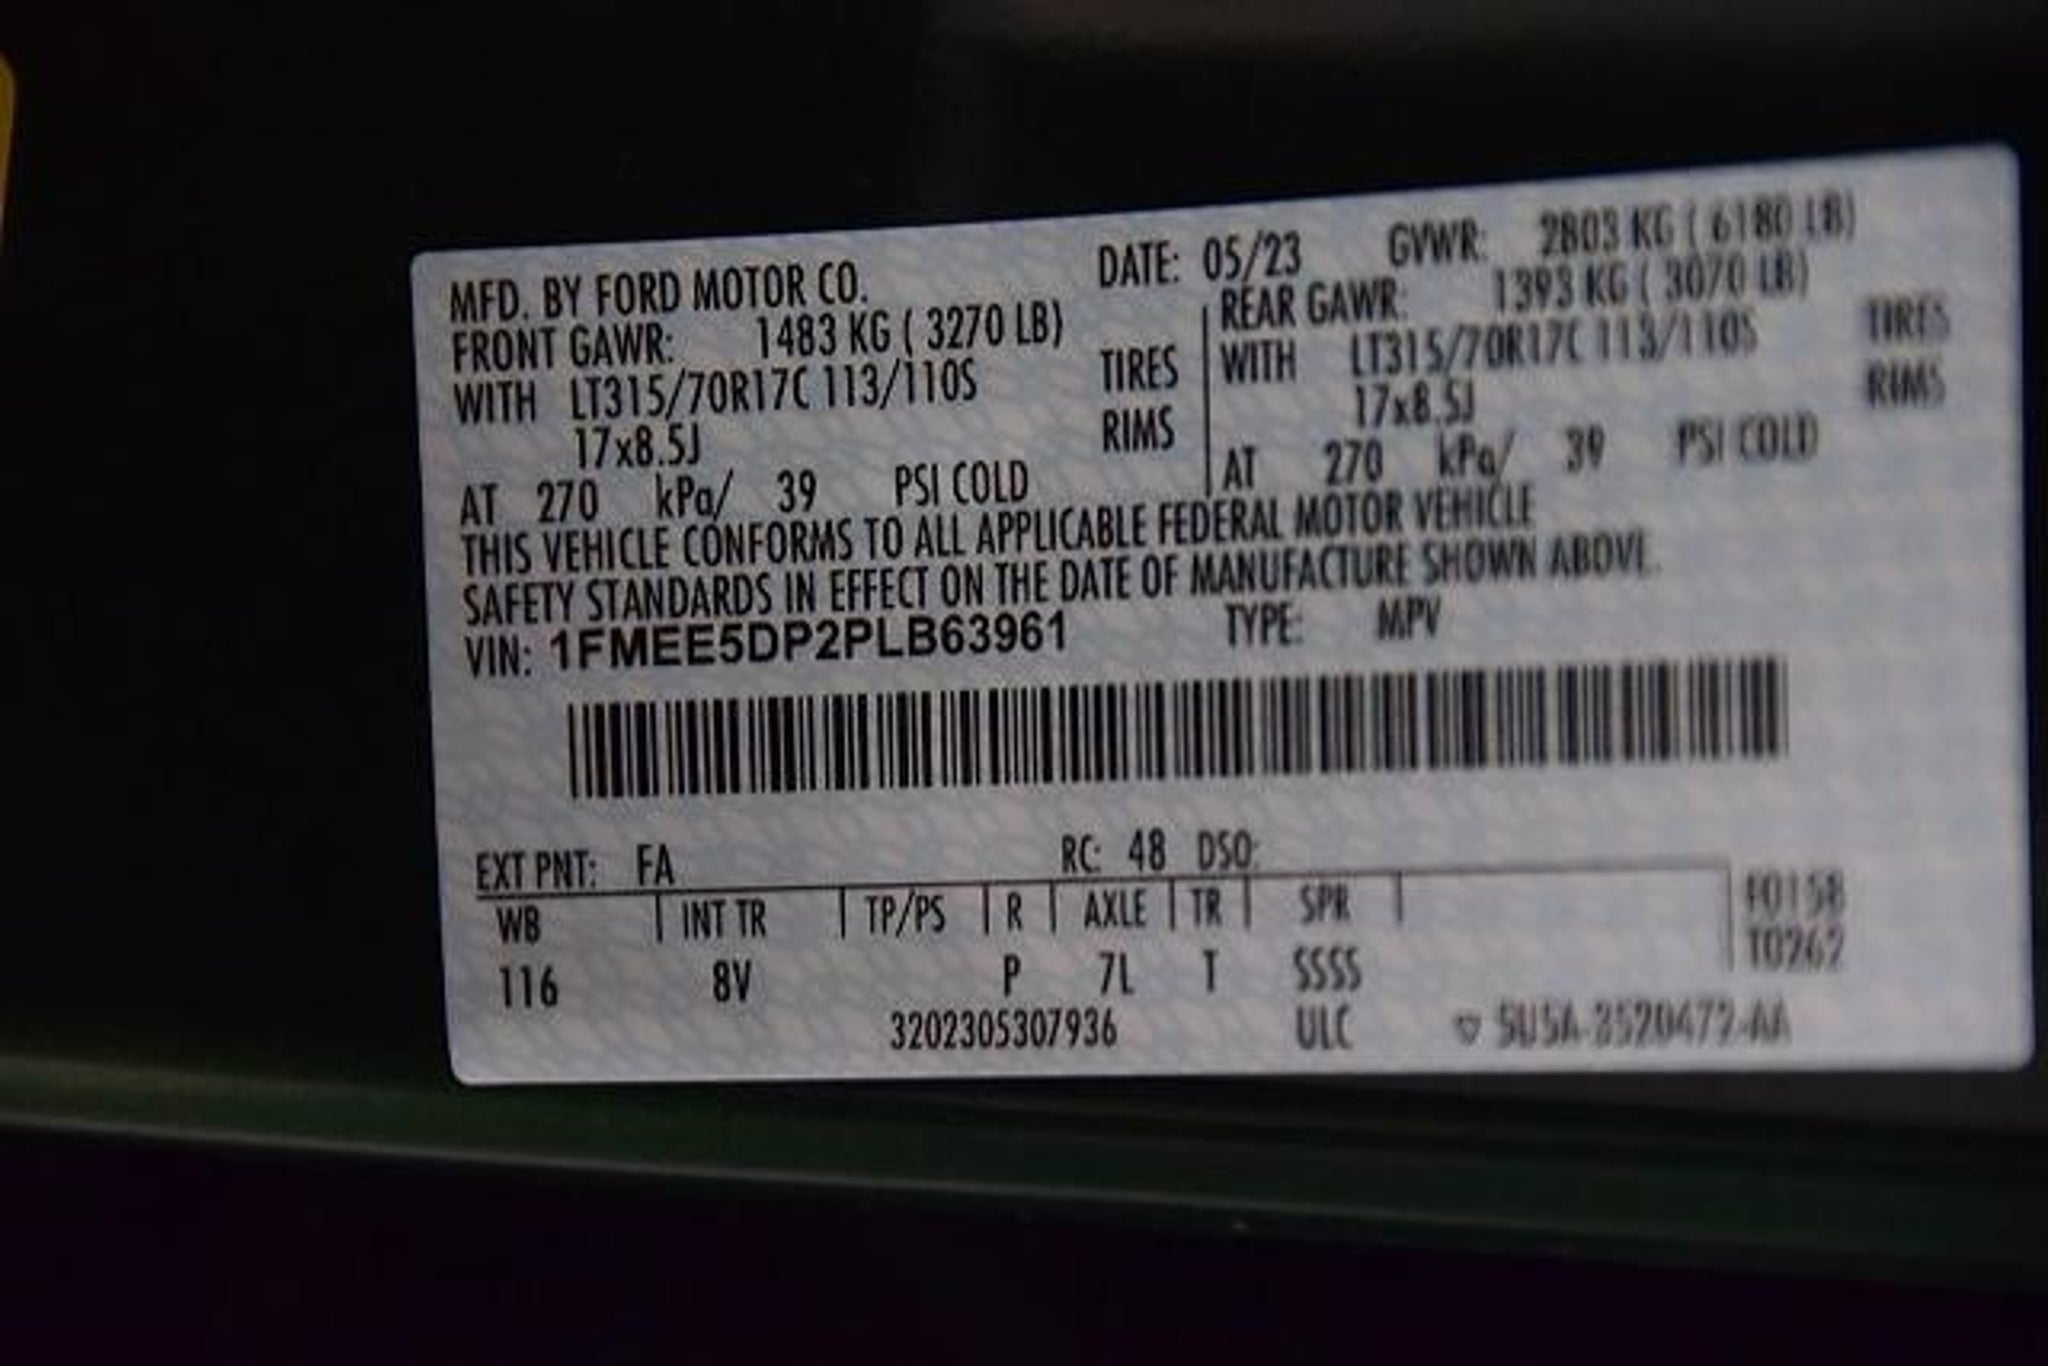 MFD. BY FORD MOTOR CO. DATE: 05/23 GVWR: 2803 KG ( 6180 LB)
FRONT GAWR: 1483 KG ( 3270 LB) REAR GAWR: 1393 KG ( 3070 LB)
WITH LT315/70R17C 113/110S TIRES WITH LT315/70R17C 113/110S TIRES
17x8.5J RIMS 17x8.5J RIMS
AT 270 kPa/ 39 PSI COLD AT 270 kPa/ 39 PSI COLD
THIS VEHICLE CONFORMS TO ALL APPLICABLE FEDERAL MOTOR VEHICLE
SAFETY STANDARDS IN EFFECT ON THE DATE OF MANUFACTURE SHOWN ABOVE.
VIN: 1FMEE5DP2PLB63961 TYPE: MPV
EXT PNT: FA RC: 48 DSO:
WB INT TR TP/PS R AXLE TR SPR F0158
T0262
116 8V P 7L T SSSS
3202305307936 ULC